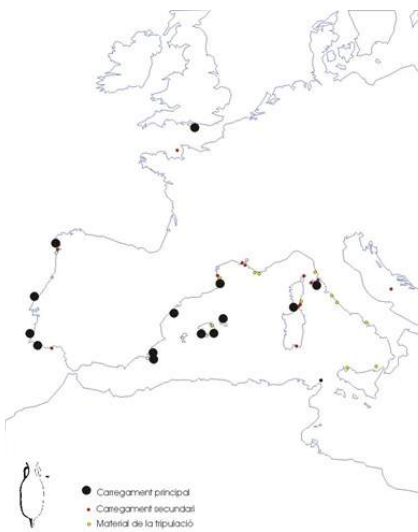 Carregament principal
Carregament secundari
Material de la tripulació